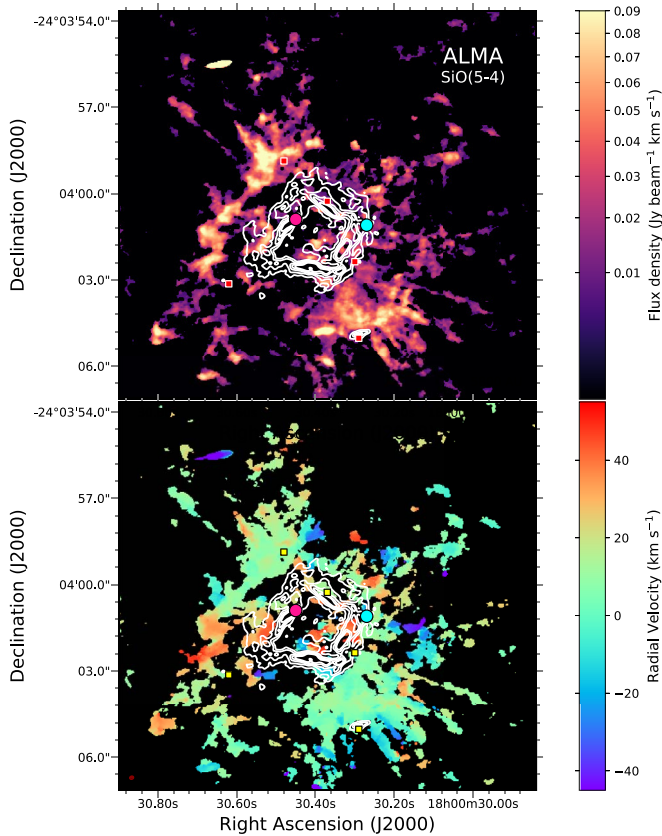 -24°03'54.0"
57.0"
04'00.0"
03.0"
06.0"
Declination (J2000)
ALMA
SiO(5-4)
0.09
0.08
0.07
0.06
0.05
0.04
0.03
0.02
0.01
Flux density (Jy beam⁻¹ km s⁻¹)
-24°03'54.0"
57.0"
04'00.0"
03.0"
06.0"
Declination (J2000)
30.80s
30.60s
30.40s
30.20s
18h00m30.00s
Right Ascension (J2000)
40
20
0
−20
−40
Radial Velocity (km s⁻¹)